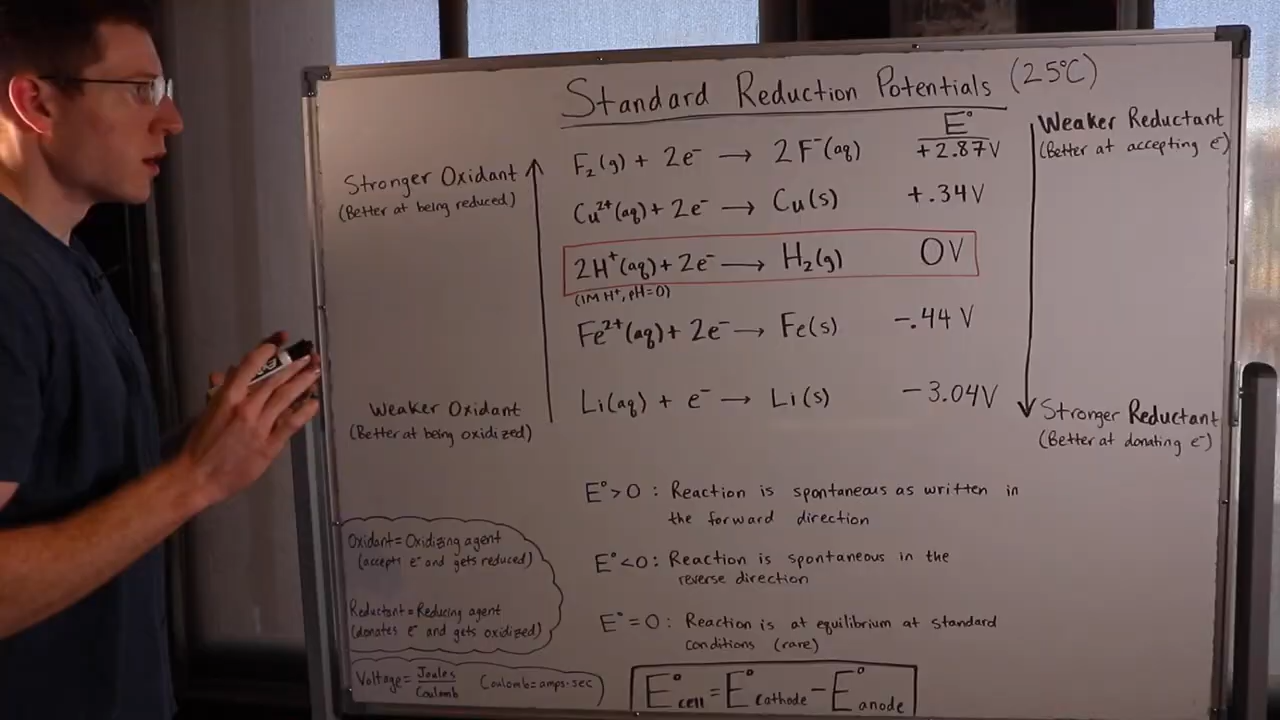 Standard Reduction Potentials (25°C)
E°
F₂(g) + 2e⁻ → 2F⁻(aq) +2.87V
Cu²⁺(aq) + 2e⁻ → Cu(s) +.34V
2H⁺(aq) + 2e⁻ → H₂(g) 0V
(1M H⁺, pH=0)
Fe²⁺(aq) + 2e⁻ → Fe(s) -.44 V
Li(aq) + e⁻ → Li(s) -3.04V
Stronger Oxidant
(Better at being reduced)
Weaker Oxidant
(Better at being oxidized)
Weaker Reductant
(Better at accepting e⁻)
Stronger Reductant
(Better at donating e⁻)
E°>0 : Reaction is spontaneous as written in
the forward direction
E°<0: Reaction is spontaneous in the
reverse direction
E°=0: Reaction is at equilibrium at standard
conditions (rare)
Oxidant = Oxidizing agent
(accepts e⁻ and gets reduced)
Reductant = Reducing agent
(donates e⁻ and gets oxidized)
Voltage = Joules/Coulomb Coulomb = amps·sec
E°cell = E°cathode − E°anode